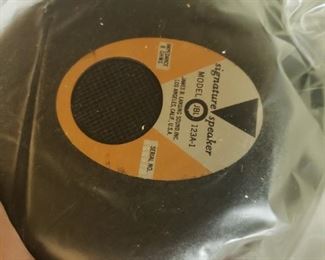 signature speaker
MODEL JBL 123A-1
JAMES B. LANSING SOUND, INC.
LOS ANGELES, CALIF., U.S.A.
IMPEDANCE
8 OHMS
SERIAL NO.